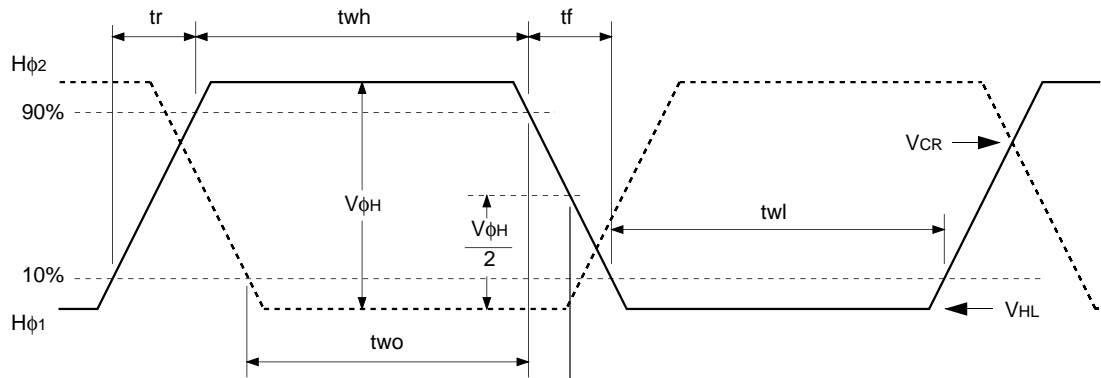 tr
twh
tf
Hϕ2
90%
VCR
VϕH
VϕH
2
twl
10%
Hϕ1
VHL
two